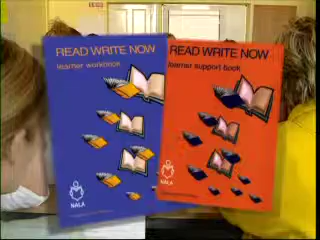 READ WRITE NOW
learner workbook
NALA
READ WRITE NOW
learner support book
NALA